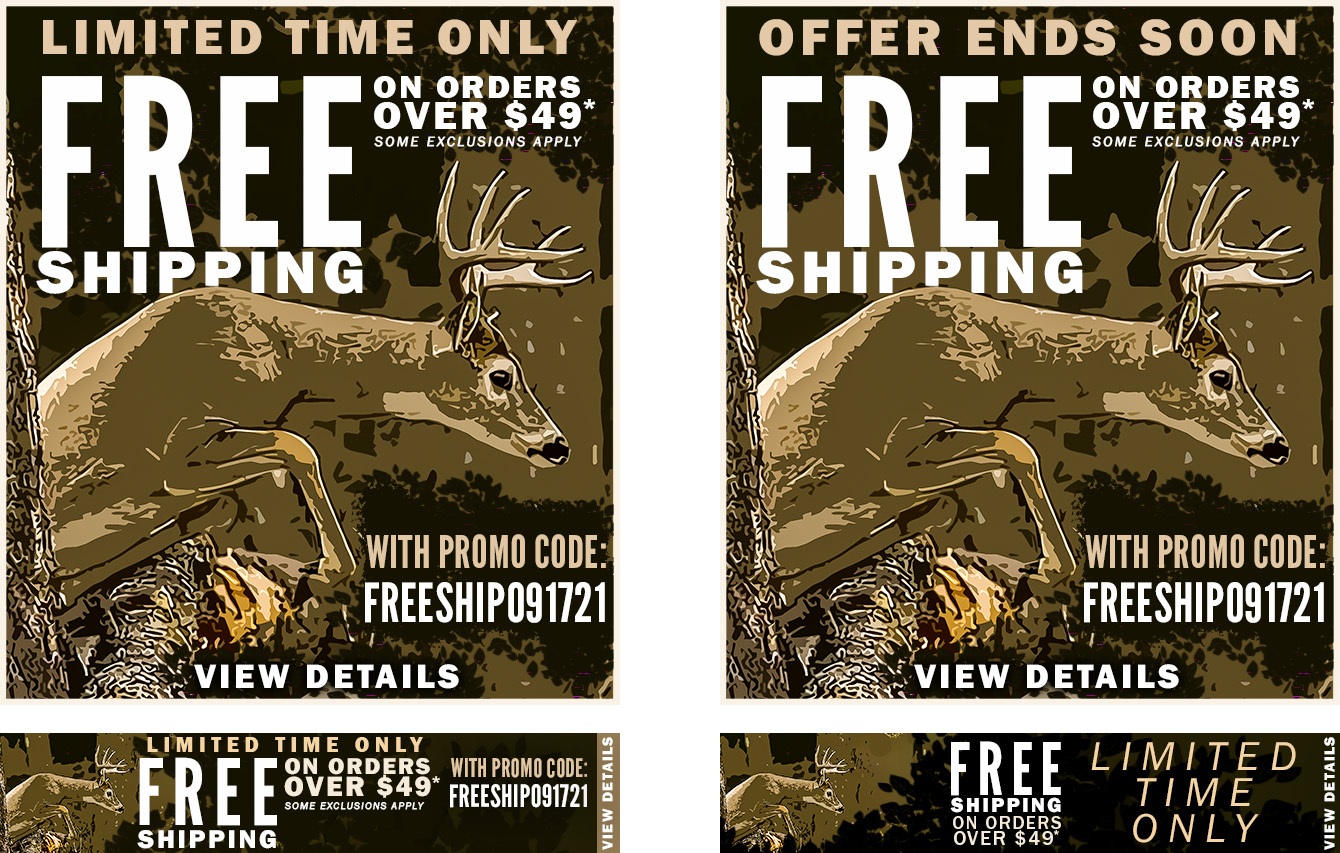 LIMITED TIME ONLY
FREE
ON ORDERS
OVER $49*
SOME EXCLUSIONS APPLY
SHIPPING
WITH PROMO CODE:
FREESHIP091721
VIEW DETAILS
OFFER ENDS SOON
FREE
ON ORDERS
OVER $49*
SOME EXCLUSIONS APPLY
SHIPPING
WITH PROMO CODE:
FREESHIP091721
VIEW DETAILS
LIMITED TIME ONLY
FREE
ON ORDERS
OVER $49*
SOME EXCLUSIONS APPLY
SHIPPING
WITH PROMO CODE:
FREESHIP091721
VIEW DETAILS
FREE
SHIPPING
ON ORDERS
OVER $49*
LIMITED
TIME
ONLY
VIEW DETAILS